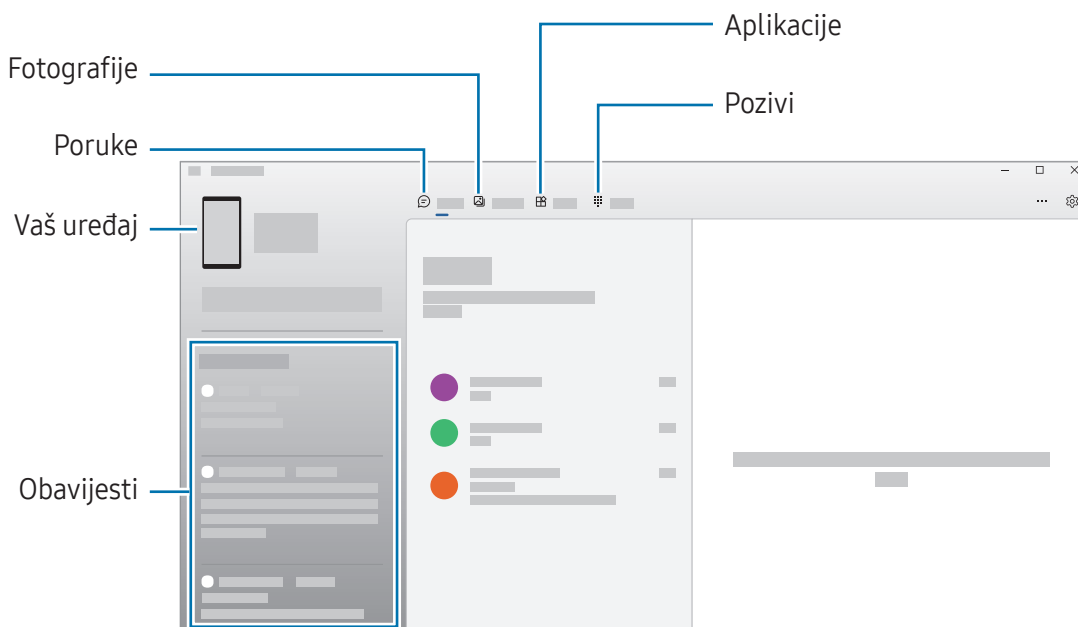 Aplikacije
Fotografije
Pozivi
Poruke
Vaš uređaj
Obavijesti